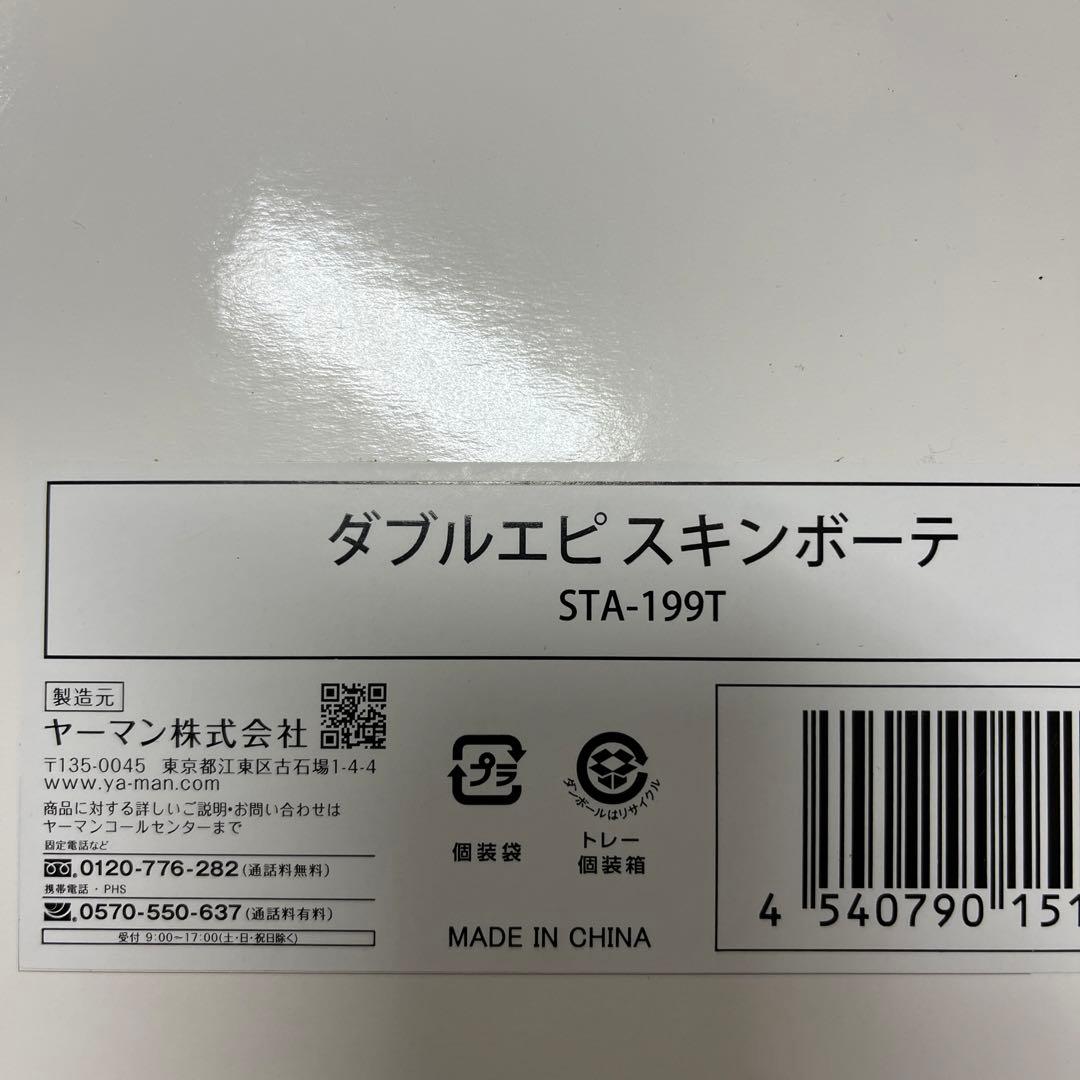 ダブルエピ スキンボーテ
STA-199T
製造元
ヤーマン株式会社
〒135-0045 東京都江東区古石場1-4-4
www.ya-man.com
商品に対する詳しいご説明・お問い合わせは
ヤーマンコールセンターまで
固定電話など
0120-776-282(通話料無料)
携帯電話・PHS
0570-550-637(通話料有料)
受付 9:00〜17:00(土・日・祝日除く)
プラ
個装袋
ダンボールはリサイクル
トレー
個装箱
MADE IN CHINA
4 540790 151